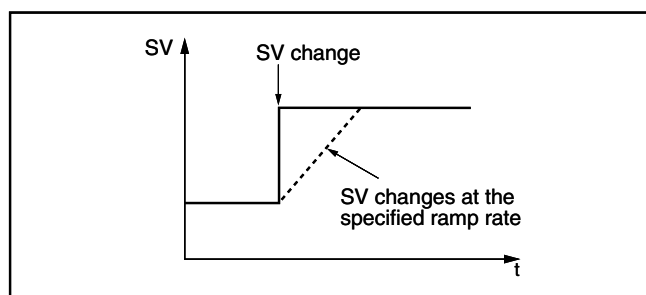 SV
SV change
SV changes at the
specified ramp rate
t